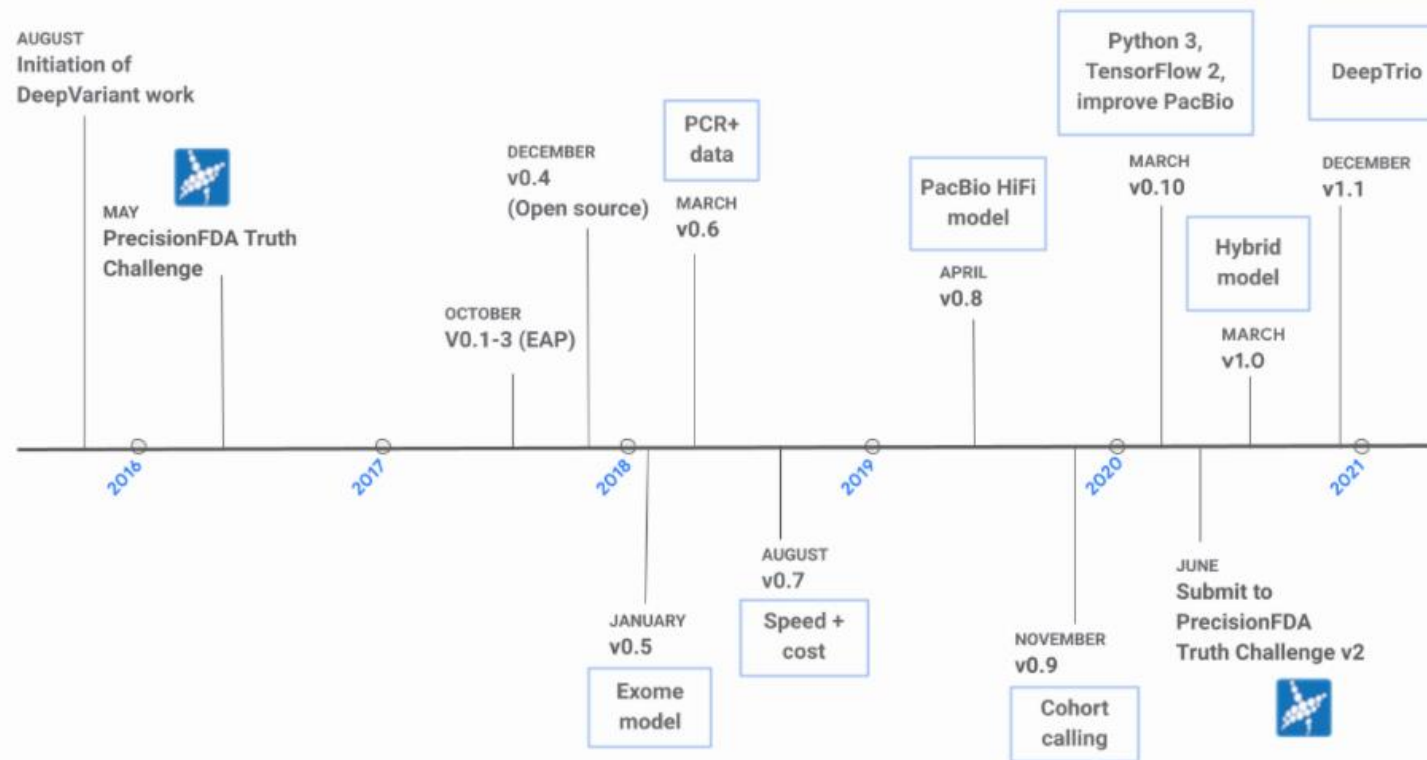 AUGUST
Initiation of
DeepVariant work
MAY
PrecisionFDA Truth
Challenge
OCTOBER
V0.1-3 (EAP)
DECEMBER
v0.4
(Open source)
PCR+
data
MARCH
v0.6
PacBio HiFi
model
APRIL
v0.8
Python 3,
TensorFlow 2,
improve PacBio
MARCH
v0.10
Hybrid
model
MARCH
v1.0
DeepTrio
DECEMBER
v1.1
2016
2017
2018
2019
2020
2021
JANUARY
v0.5
Exome
model
AUGUST
v0.7
Speed +
cost
NOVEMBER
v0.9
Cohort
calling
JUNE
Submit to
PrecisionFDA
Truth Challenge v2